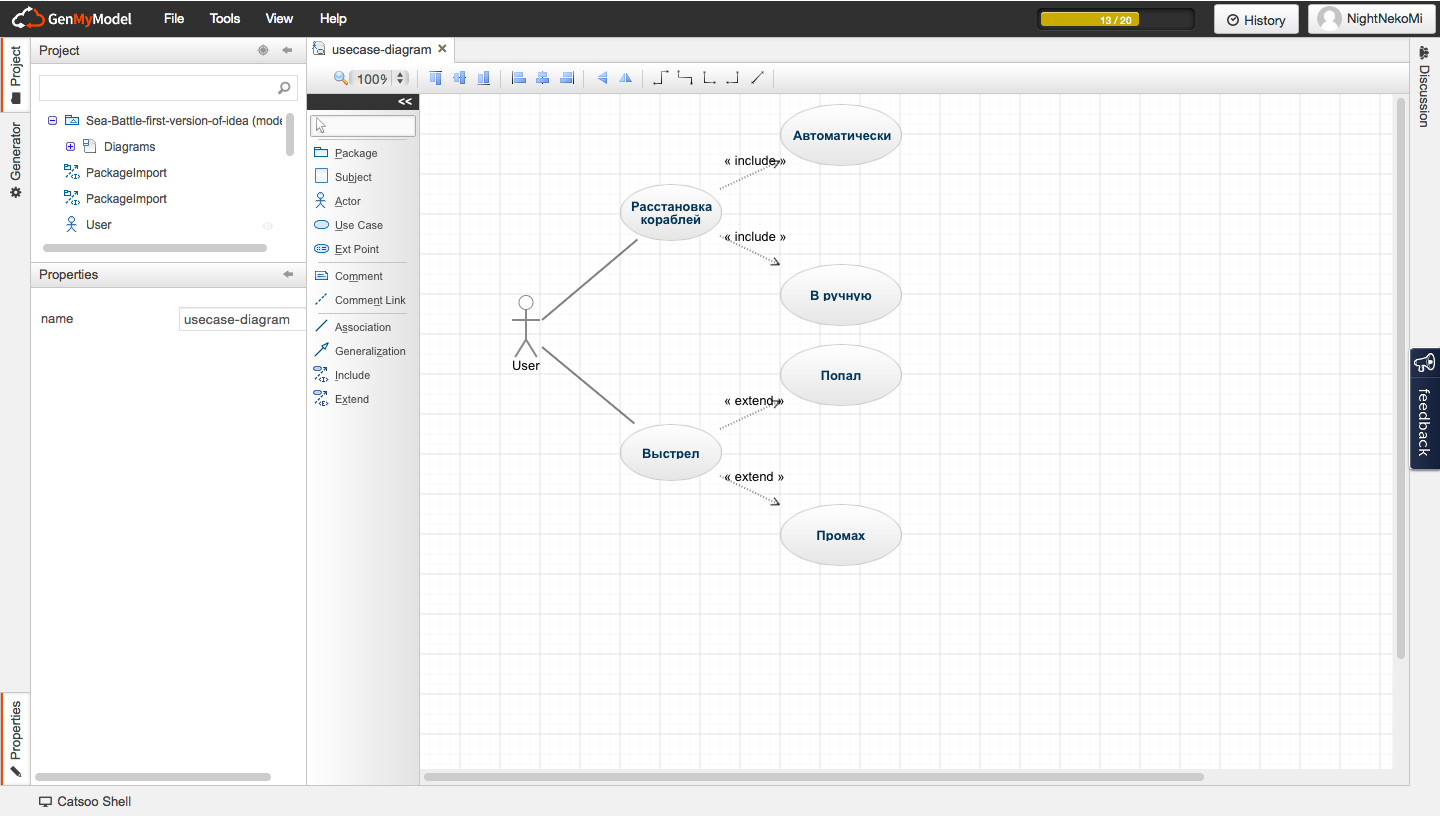 GenMyModel
File
Tools
View
Help
13 / 20
History
NightNekoMi
Project
Generator
Properties
Project
Sea-Battle-first-version-of-idea (mode
Diagrams
PackageImport
PackageImport
User
Properties
name
usecase-diagram
usecase-diagram
100%
<<
Package
Subject
Actor
Use Case
Ext Point
Comment
Comment Link
Association
Generalization
Include
Extend
Автоматически
« include »
Расстановка
кораблей
« include »
В ручную
User
Попал
« extend »
Выстрел
« extend »
Промах
Discussion
feedback
Catsoo Shell